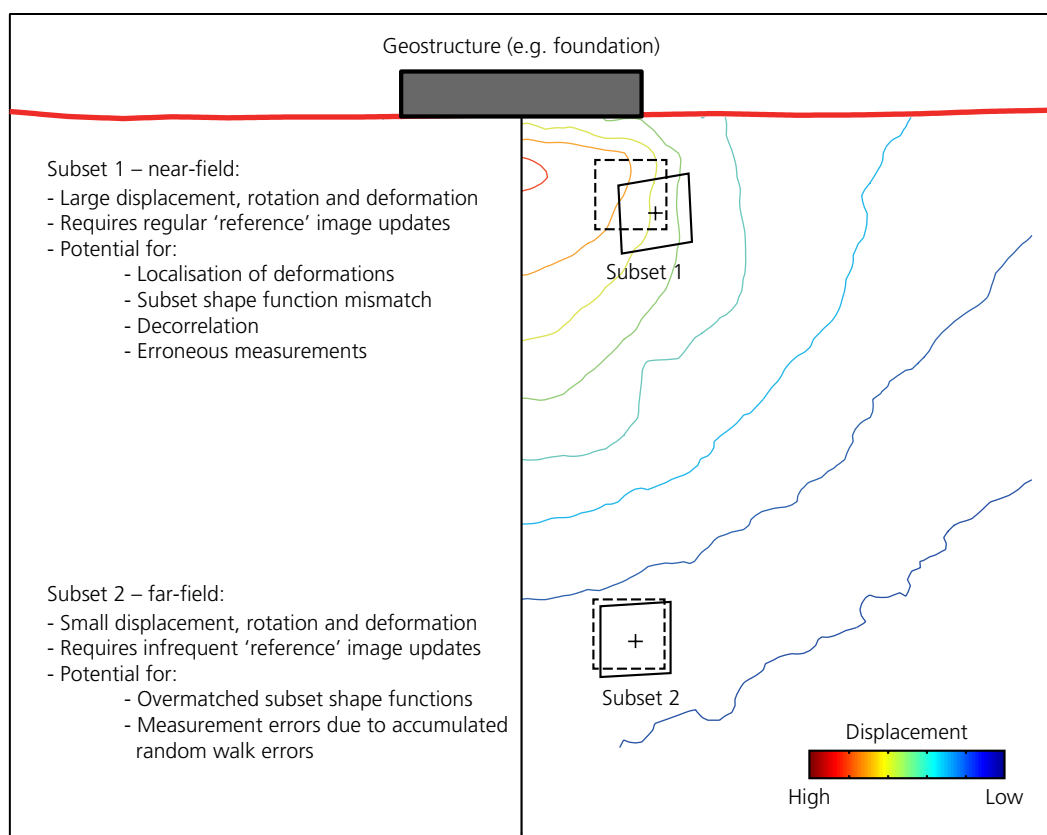 Geostructure (e.g. foundation)
Subset 1 – near-field:
- Large displacement, rotation and deformation
- Requires regular ‘reference’ image updates
- Potential for:
- Localisation of deformations
- Subset shape function mismatch
- Decorrelation
- Erroneous measurements
Subset 1
Subset 2 – far-field:
- Small displacement, rotation and deformation
- Requires infrequent ‘reference’ image updates
- Potential for:
- Overmatched subset shape functions
- Measurement errors due to accumulated
random walk errors
Subset 2
Displacement
High
Low